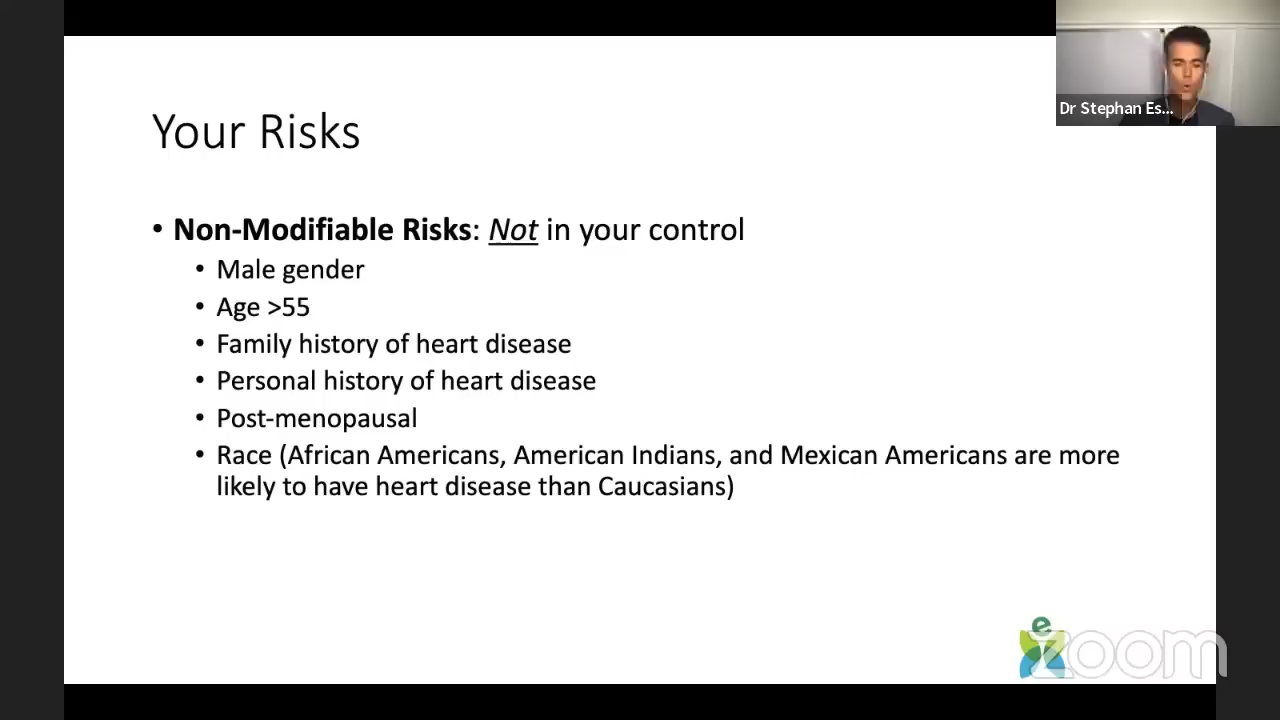 Dr Stephan Es...
Your Risks
• Non-Modifiable Risks: Not in your control
• Male gender
• Age >55
• Family history of heart disease
• Personal history of heart disease
• Post-menopausal
• Race (African Americans, American Indians, and Mexican Americans are more
likely to have heart disease than Caucasians)
e
zoom